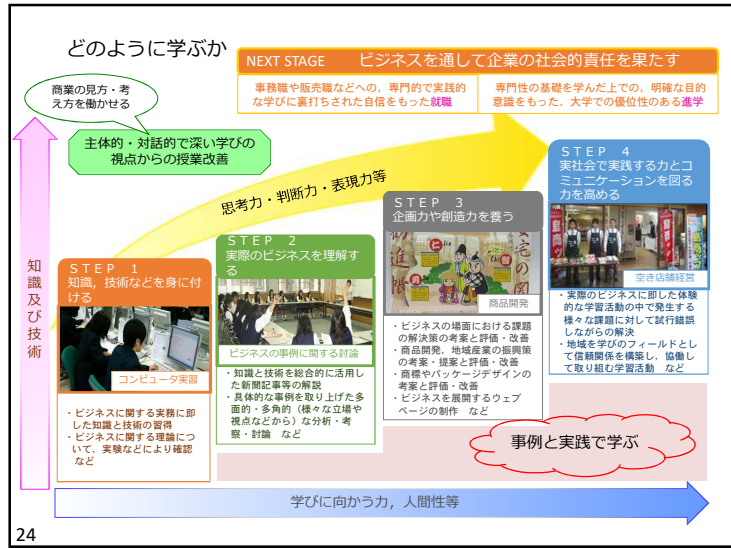 どのように学ぶか
NEXT STAGE ビジネスを通して企業の社会的責任を果たす
事務職や販売職などへの，専門的で実践的
な学びに裏打ちされた自信をもった就職
専門性の基礎を学んだ上での，明確な目的
意識をもった，大学での優位性のある進学
商業の見方・考
え方を働かせる
主体的・対話的で深い学びの
視点からの授業改善
思考力・判断力・表現力等
知識及び技術
ＳＴＥＰ １
知識，技術などを身に付
ける
コンピュータ実習
・ビジネスに関する実務に即
した知識と技術の習得
・ビジネスに関する理論につ
いて，実験などにより確認
など
ＳＴＥＰ ２
実際のビジネスを理解す
る
ビジネスの事例に関する討論
・知識と技術を総合的に活用し
た新聞記事等の解説
・具体的な事例を取り上げた多
面的・多角的（様々な立場や
視点などから）な分析・考
察・討論 など
ＳＴＥＰ ３
企画力や創造力を養う
安宅の関
勧進帳
商品開発
・ビジネスの場面における課題
の解決策の考案と評価・改善
・商品開発，地域産業の振興策
の考案・提案と評価・改善
・商標やパッケージデザインの
考案と評価・改善
・ビジネスを展開するウェブ
ページの制作 など
ＳＴＥＰ ４
実社会で実践する力とコ
ミュニケーションを図る
力を高める
空き店舗経営
・実際のビジネスに即した体験
的な学習活動の中で発生する
様々な課題に対して試行錯誤
しながらの解決
・地域を学びのフィールドとし
て信頼関係を構築し，協働し
て取り組む学習活動 など
事例と実践で学ぶ
学びに向かう力，人間性等
24